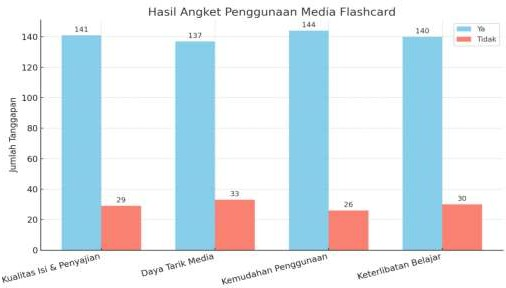 Hasil Angket Penggunaan Media Flashcard
Ya
Tidak
Jumlah Tanggapan
140
120
100
80
60
40
20
0
141
29
137
33
144
26
140
30
Kualitas Isi & Penyajian
Daya Tarik Media
Kemudahan Penggunaan
Keterlibatan Belajar